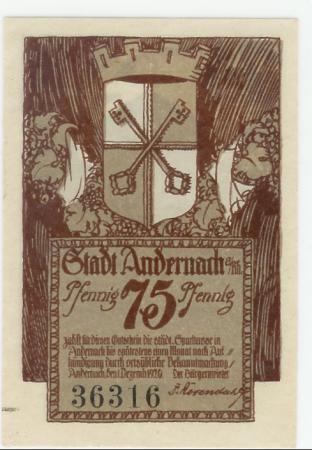 Stadt Andernach a/Rh.
Pfennig 75 Pfennig
zahlt für diesen Gutschein die städt. Sparkasse in
Andernach bis spätestens einen Monat nach Auf-
kündigung durch ortsübliche Bekanntmachung
Andernach, den 1. Dezemb. 1920. Der Bürgermeister
36316